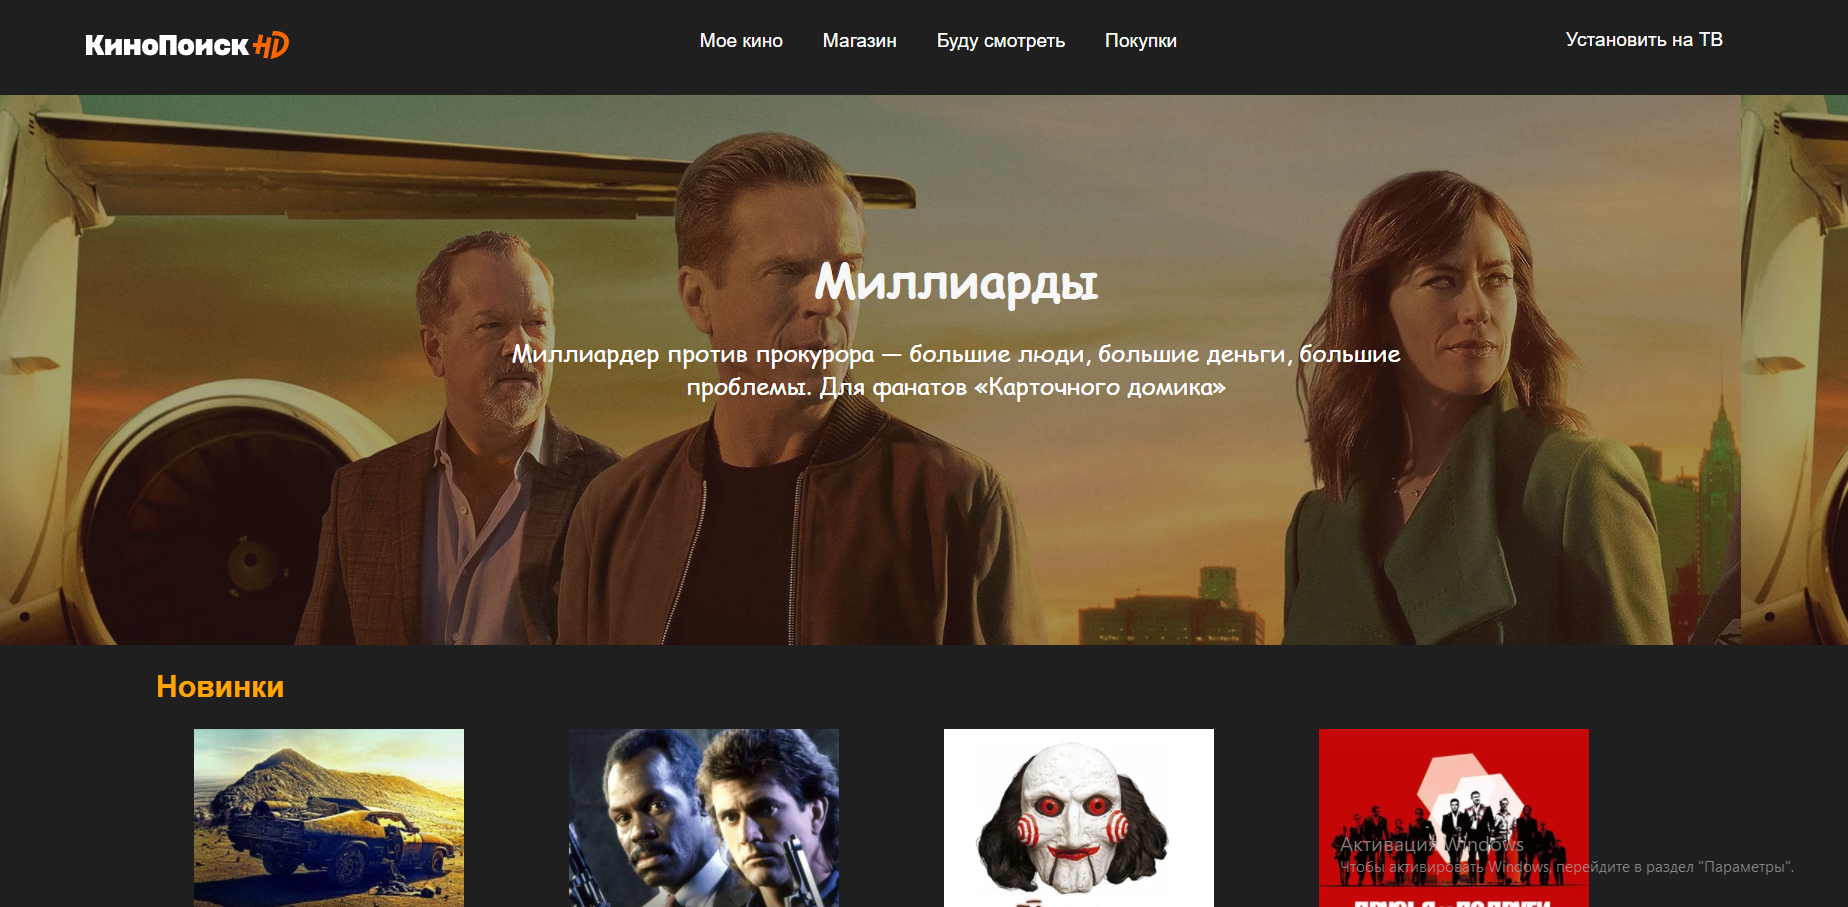 КиноПоиск HD
Мое кино
Магазин
Буду смотреть
Покупки
Установить на ТВ
Миллиарды
Миллиардер против прокурора — большие люди, большие деньги, большие
проблемы. Для фанатов «Карточного домика»
Новинки
Активация Windows
Чтобы активировать Windows, перейдите в раздел "Параметры".